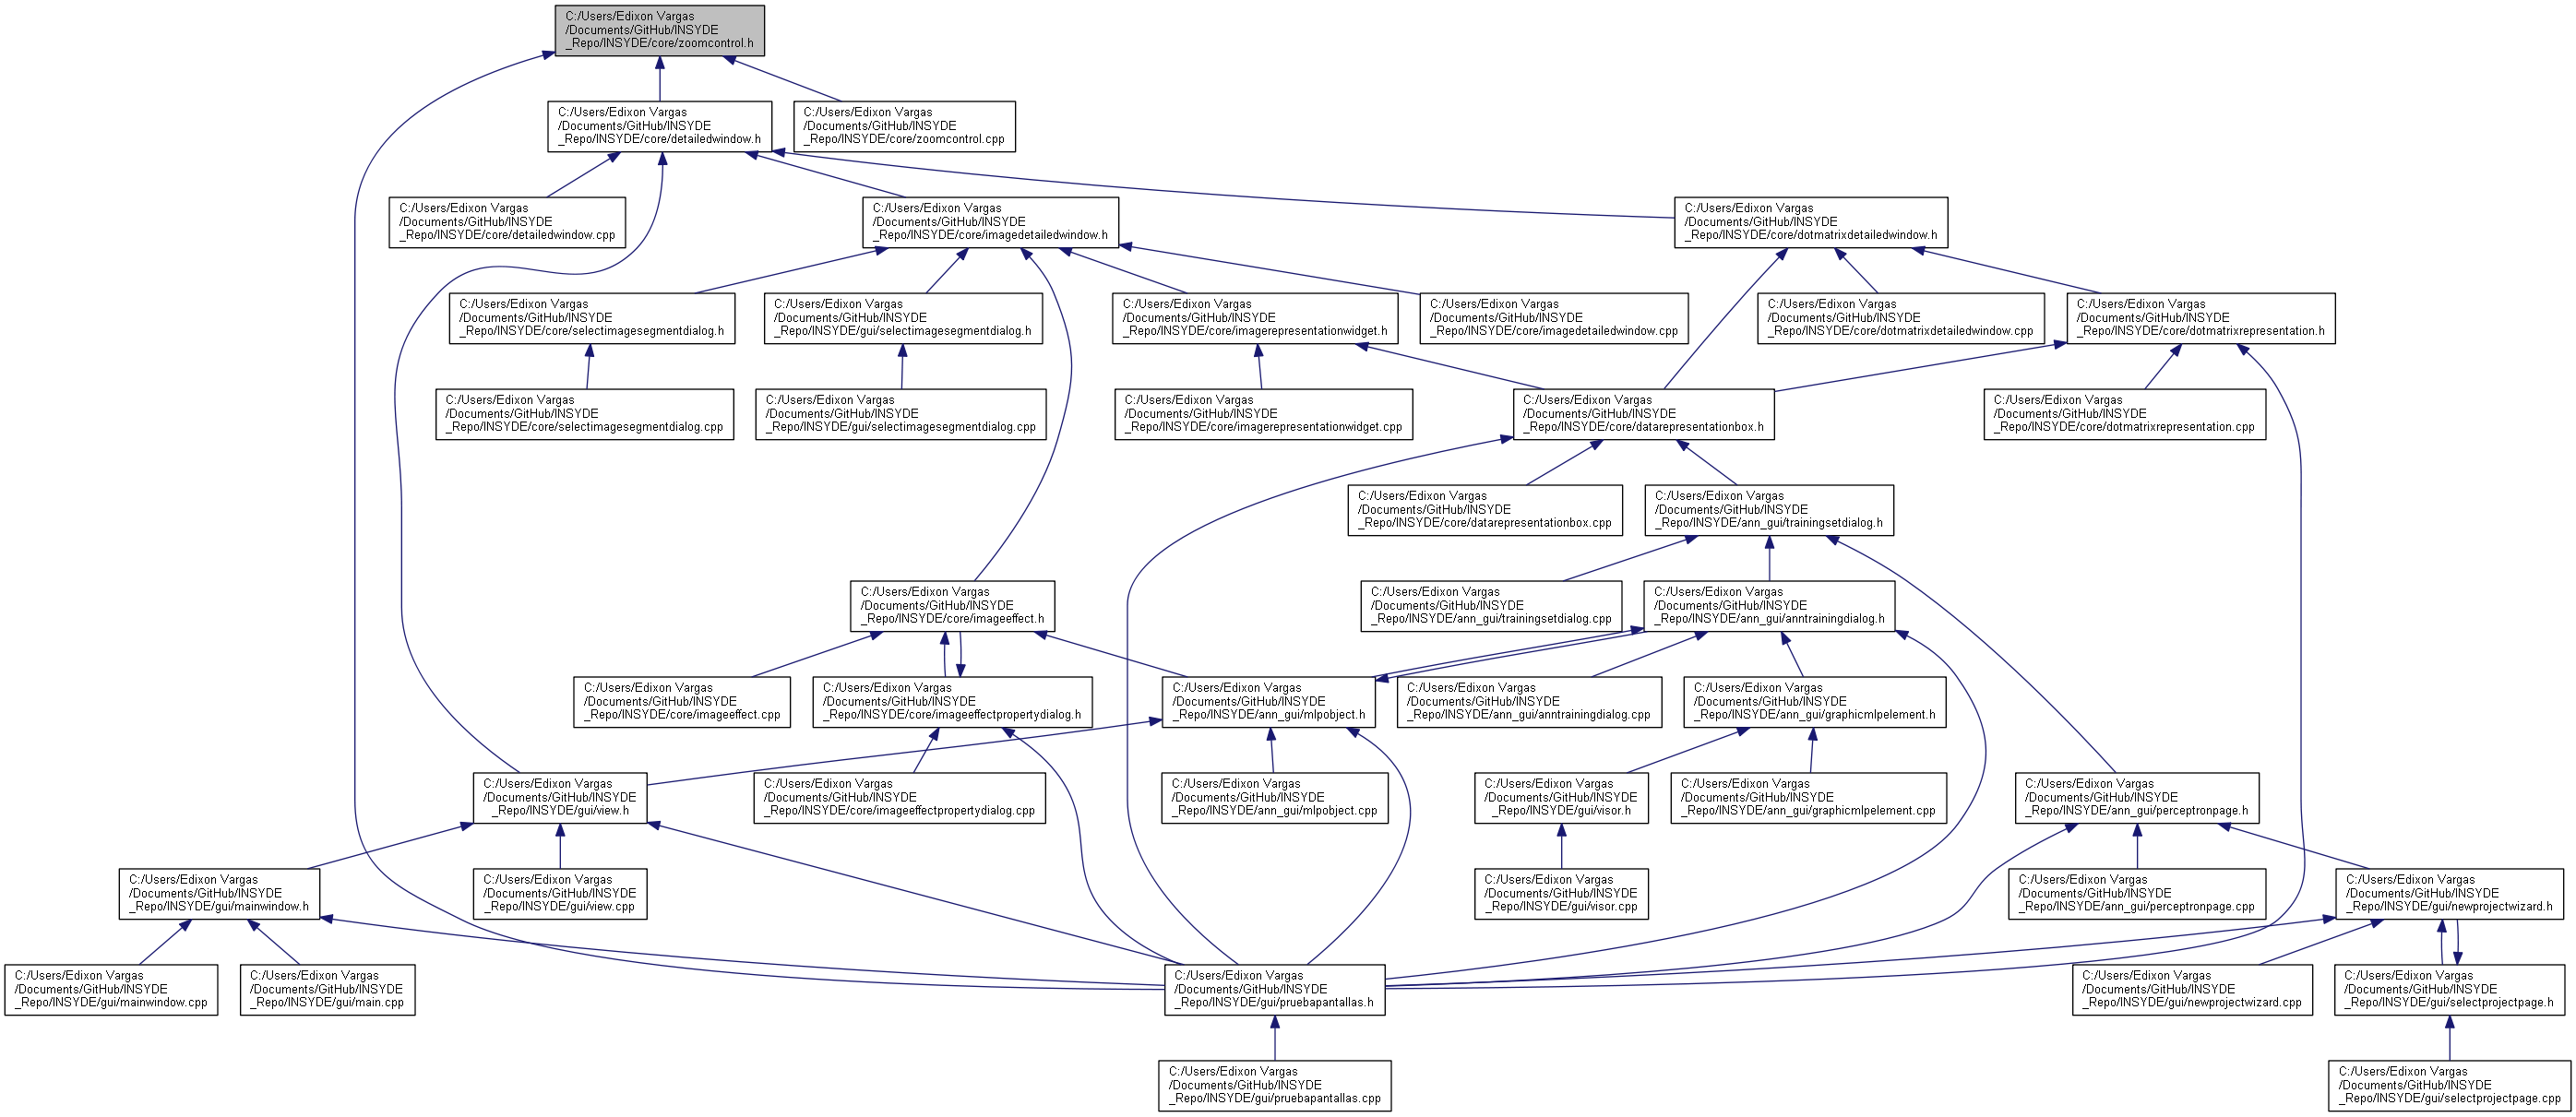 C:/Users/Edixon Vargas
/Documents/GitHub/INSYDE
_Repo/INSYDE/core/zoomcontrol.h
C:/Users/Edixon Vargas
/Documents/GitHub/INSYDE
_Repo/INSYDE/core/detailedwindow.h
C:/Users/Edixon Vargas
/Documents/GitHub/INSYDE
_Repo/INSYDE/core/zoomcontrol.cpp
C:/Users/Edixon Vargas
/Documents/GitHub/INSYDE
_Repo/INSYDE/core/detailedwindow.cpp
C:/Users/Edixon Vargas
/Documents/GitHub/INSYDE
_Repo/INSYDE/core/imagedetailedwindow.h
C:/Users/Edixon Vargas
/Documents/GitHub/INSYDE
_Repo/INSYDE/core/dotmatrixdetailedwindow.h
C:/Users/Edixon Vargas
/Documents/GitHub/INSYDE
_Repo/INSYDE/core/selectimagesegmentdialog.h
C:/Users/Edixon Vargas
/Documents/GitHub/INSYDE
_Repo/INSYDE/gui/selectimagesegmentdialog.h
C:/Users/Edixon Vargas
/Documents/GitHub/INSYDE
_Repo/INSYDE/core/imagerepresentationwidget.h
C:/Users/Edixon Vargas
/Documents/GitHub/INSYDE
_Repo/INSYDE/core/imagedetailedwindow.cpp
C:/Users/Edixon Vargas
/Documents/GitHub/INSYDE
_Repo/INSYDE/core/dotmatrixdetailedwindow.cpp
C:/Users/Edixon Vargas
/Documents/GitHub/INSYDE
_Repo/INSYDE/core/dotmatrixrepresentation.h
C:/Users/Edixon Vargas
/Documents/GitHub/INSYDE
_Repo/INSYDE/core/selectimagesegmentdialog.cpp
C:/Users/Edixon Vargas
/Documents/GitHub/INSYDE
_Repo/INSYDE/gui/selectimagesegmentdialog.cpp
C:/Users/Edixon Vargas
/Documents/GitHub/INSYDE
_Repo/INSYDE/core/imagerepresentationwidget.cpp
C:/Users/Edixon Vargas
/Documents/GitHub/INSYDE
_Repo/INSYDE/core/datarepresentationbox.h
C:/Users/Edixon Vargas
/Documents/GitHub/INSYDE
_Repo/INSYDE/core/dotmatrixrepresentation.cpp
C:/Users/Edixon Vargas
/Documents/GitHub/INSYDE
_Repo/INSYDE/core/datarepresentationbox.cpp
C:/Users/Edixon Vargas
/Documents/GitHub/INSYDE
_Repo/INSYDE/ann_gui/trainingsetdialog.h
C:/Users/Edixon Vargas
/Documents/GitHub/INSYDE
_Repo/INSYDE/core/imageeffect.h
C:/Users/Edixon Vargas
/Documents/GitHub/INSYDE
_Repo/INSYDE/ann_gui/trainingsetdialog.cpp
C:/Users/Edixon Vargas
/Documents/GitHub/INSYDE
_Repo/INSYDE/ann_gui/anntrainingdialog.h
C:/Users/Edixon Vargas
/Documents/GitHub/INSYDE
_Repo/INSYDE/core/imageeffect.cpp
C:/Users/Edixon Vargas
/Documents/GitHub/INSYDE
_Repo/INSYDE/core/imageeffectpropertydialog.h
C:/Users/Edixon Vargas
/Documents/GitHub/INSYDE
_Repo/INSYDE/ann_gui/mlpobject.h
C:/Users/Edixon Vargas
/Documents/GitHub/INSYDE
_Repo/INSYDE/ann_gui/anntrainingdialog.cpp
C:/Users/Edixon Vargas
/Documents/GitHub/INSYDE
_Repo/INSYDE/ann_gui/graphicmlpelement.h
C:/Users/Edixon Vargas
/Documents/GitHub/INSYDE
_Repo/INSYDE/gui/view.h
C:/Users/Edixon Vargas
/Documents/GitHub/INSYDE
_Repo/INSYDE/core/imageeffectpropertydialog.cpp
C:/Users/Edixon Vargas
/Documents/GitHub/INSYDE
_Repo/INSYDE/ann_gui/mlpobject.cpp
C:/Users/Edixon Vargas
/Documents/GitHub/INSYDE
_Repo/INSYDE/gui/visor.h
C:/Users/Edixon Vargas
/Documents/GitHub/INSYDE
_Repo/INSYDE/ann_gui/graphicmlpelement.cpp
C:/Users/Edixon Vargas
/Documents/GitHub/INSYDE
_Repo/INSYDE/ann_gui/perceptronpage.h
C:/Users/Edixon Vargas
/Documents/GitHub/INSYDE
_Repo/INSYDE/gui/mainwindow.h
C:/Users/Edixon Vargas
/Documents/GitHub/INSYDE
_Repo/INSYDE/gui/view.cpp
C:/Users/Edixon Vargas
/Documents/GitHub/INSYDE
_Repo/INSYDE/gui/visor.cpp
C:/Users/Edixon Vargas
/Documents/GitHub/INSYDE
_Repo/INSYDE/ann_gui/perceptronpage.cpp
C:/Users/Edixon Vargas
/Documents/GitHub/INSYDE
_Repo/INSYDE/gui/newprojectwizard.h
C:/Users/Edixon Vargas
/Documents/GitHub/INSYDE
_Repo/INSYDE/gui/mainwindow.cpp
C:/Users/Edixon Vargas
/Documents/GitHub/INSYDE
_Repo/INSYDE/gui/main.cpp
C:/Users/Edixon Vargas
/Documents/GitHub/INSYDE
_Repo/INSYDE/gui/pruebapantallas.h
C:/Users/Edixon Vargas
/Documents/GitHub/INSYDE
_Repo/INSYDE/gui/newprojectwizard.cpp
C:/Users/Edixon Vargas
/Documents/GitHub/INSYDE
_Repo/INSYDE/gui/selectprojectpage.h
C:/Users/Edixon Vargas
/Documents/GitHub/INSYDE
_Repo/INSYDE/gui/pruebapantallas.cpp
C:/Users/Edixon Vargas
/Documents/GitHub/INSYDE
_Repo/INSYDE/gui/selectprojectpage.cpp